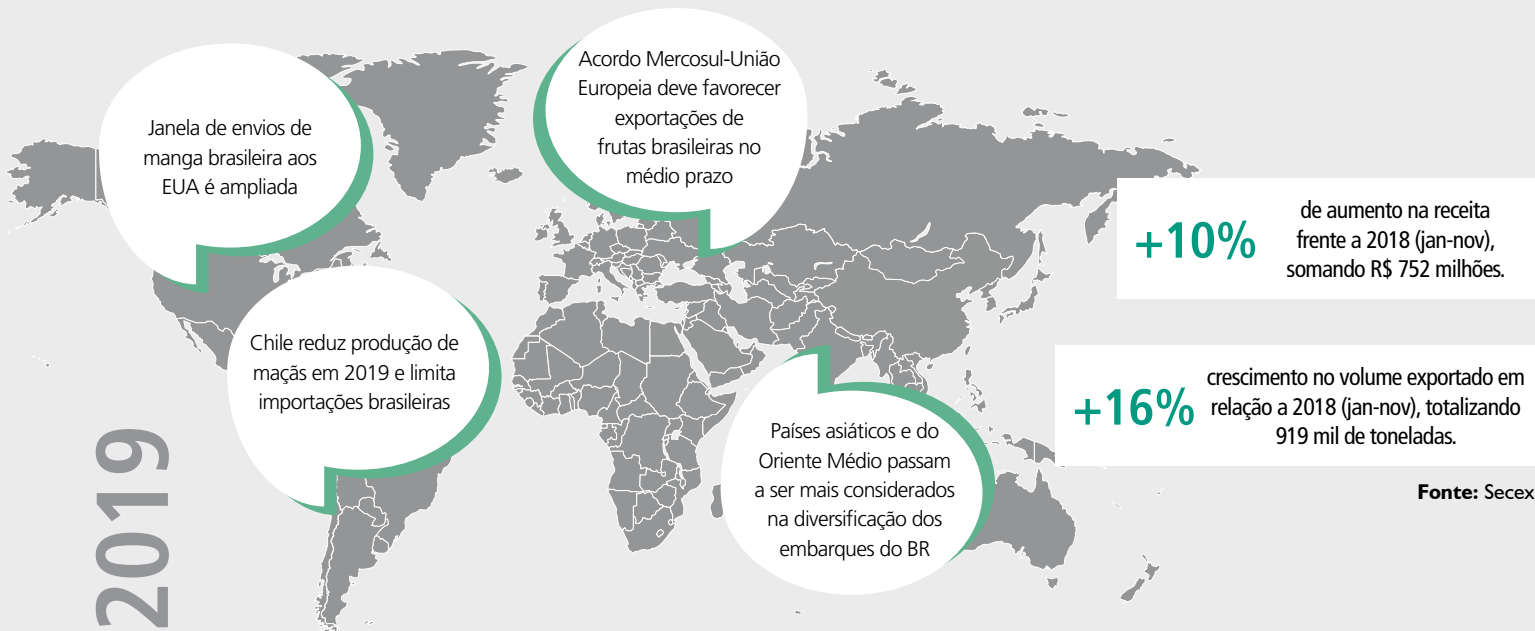 Janela de envios de
manga brasileira aos
EUA é ampliada
Acordo Mercosul-União
Europeia deve favorecer
exportações de
frutas brasileiras no
médio prazo
Chile reduz produção de
maçãs em 2019 e limita
importações brasileiras
Países asiáticos e do
Oriente Médio passam
a ser mais considerados
na diversificação dos
embarques do BR
+10%
de aumento na receita
frente a 2018 (jan-nov),
somando R$ 752 milhões.
+16%
crescimento no volume exportado em
relação a 2018 (jan-nov), totalizando
919 mil de toneladas.
Fonte: Secex
2019